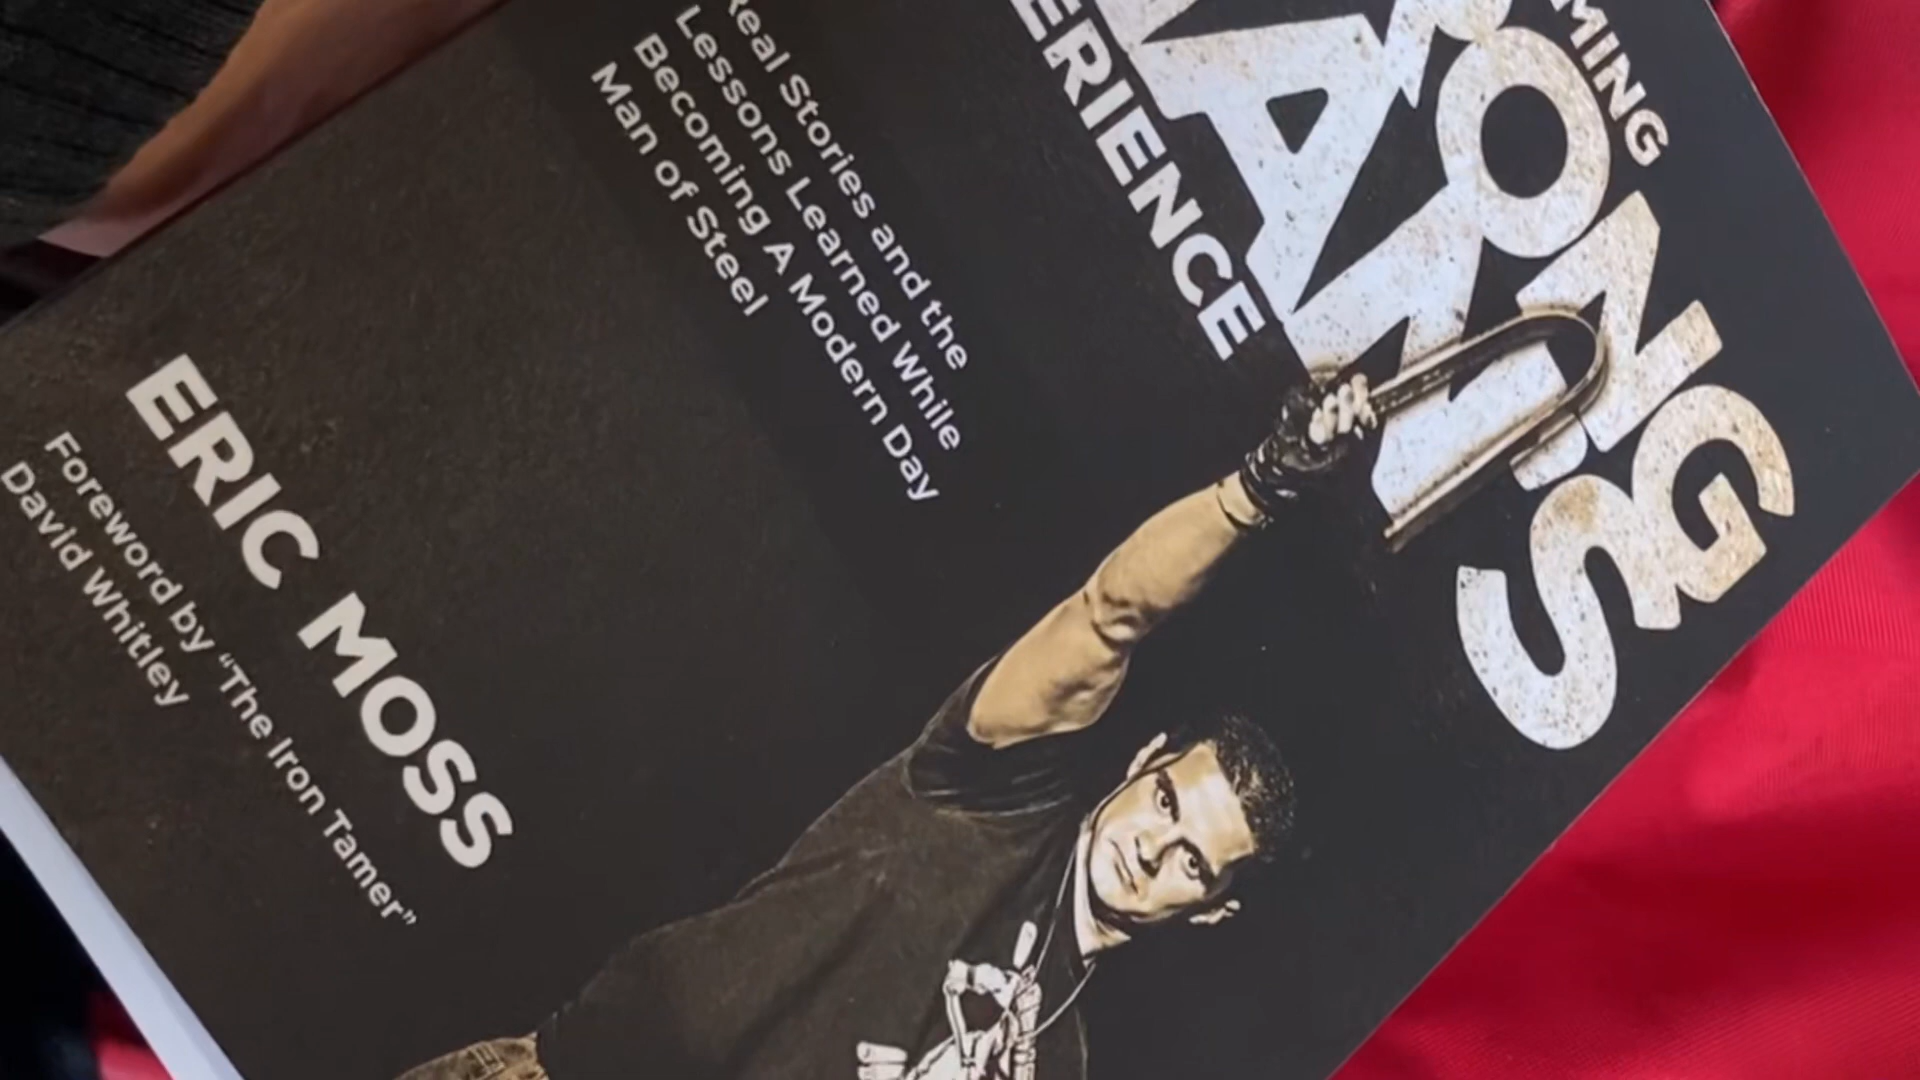 MING
ONG
ERIENCE
Real Stories and the
Lessons Learned While
Becoming A Modern Day
Man of Steel
ERIC MOSS
Foreword by “The Iron Tamer”
David Whitley